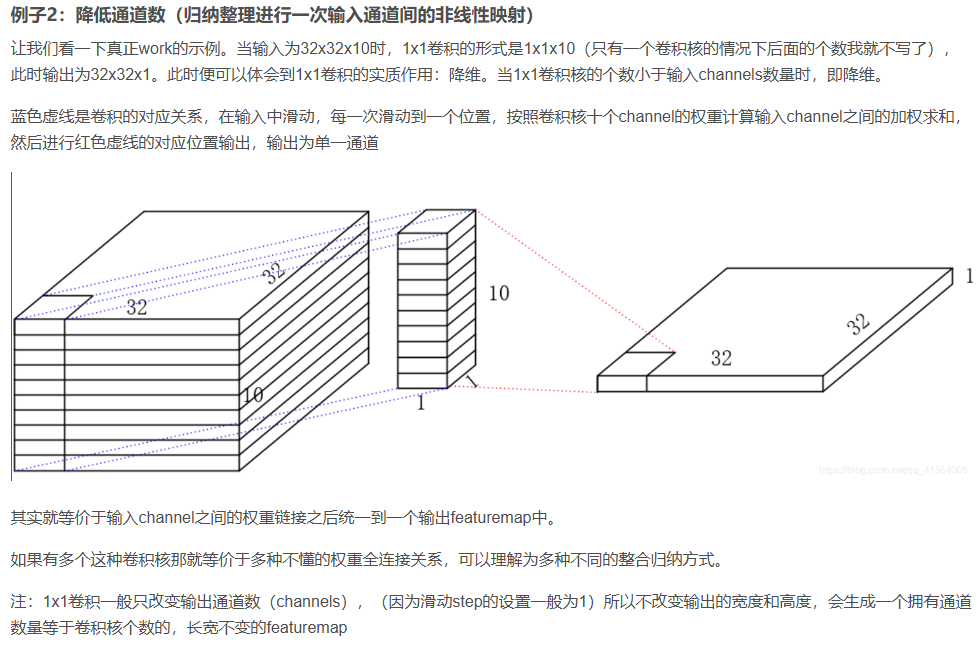 例子2：降低通道数（归纳整理进行一次输入通道间的非线性映射）
让我们看一下真正work的示例。当输入为32x32x10时，1x1卷积的形式是1x1x10（只有一个卷积核的情况下后面的个数我就不写了），
此时输出为32x32x1。此时便可以体会到1x1卷积的实质作用：降维。当1x1卷积核的个数小于输入channels数量时，即降维。
蓝色虚线是卷积的对应关系，在输入中滑动，每一次滑动到一个位置，按照卷积核十个channel的权重计算输入channel之间的加权求和，
然后进行红色虚线的对应位置输出，输出为单一通道
32
32
10
10
1
1
32
32
1
https://blog.csdn.net/qq_41554005
其实就等价于输入channel之间的权重链接之后统一到一个输出featuremap中。
如果有多个这种卷积核那就等价于多种不懂的权重全连接关系，可以理解为多种不同的整合归纳方式。
注：1x1卷积一般只改变输出通道数（channels），（因为滑动step的设置一般为1）所以不改变输出的宽度和高度，会生成一个拥有通道
数量等于卷积核个数的，长宽不变的featuremap